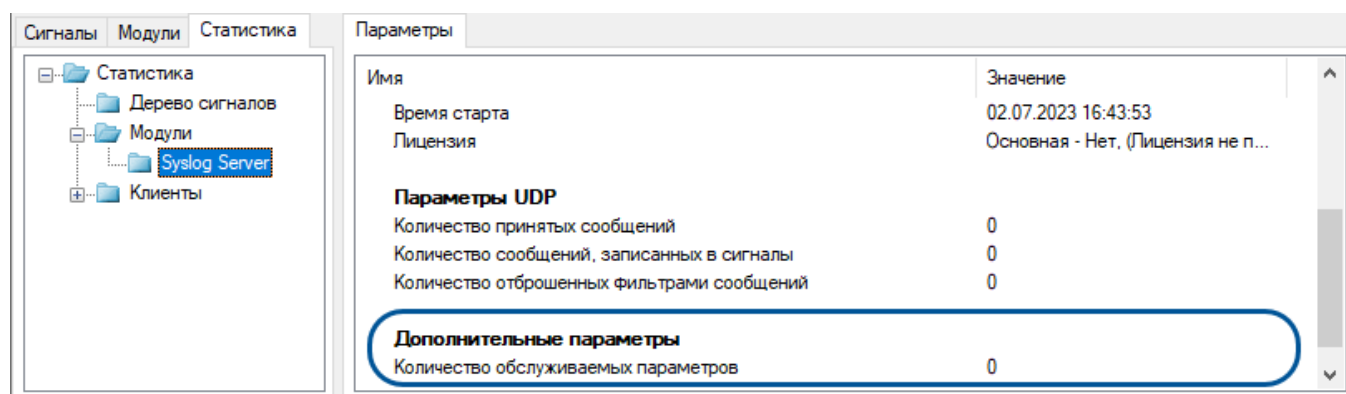 Сигналы Модули Статистика Параметры
Статистика
Дерево сигналов
Модули
Syslog Server
Клиенты
Имя Значение
Время старта 02.07.2023 16:43:53
Лицензия Основная - Нет, (Лицензия не п...
Параметры UDP
Количество принятых сообщений 0
Количество сообщений, записанных в сигналы 0
Количество отброшенных фильтрами сообщений 0
Дополнительные параметры
Количество обслуживаемых параметров 0